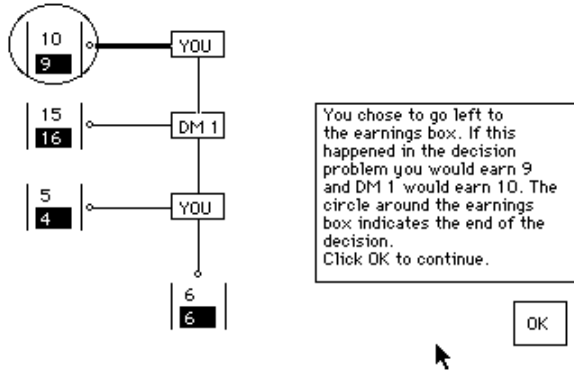 10
9
YOU
15
16
DM 1
5
4
YOU
6
6
You chose to go left to
the earnings box. If this
happened in the decision
problem you would earn 9
and DM 1 would earn 10. The
circle around the earnings
box indicates the end of the
decision.
Click OK to continue.
OK